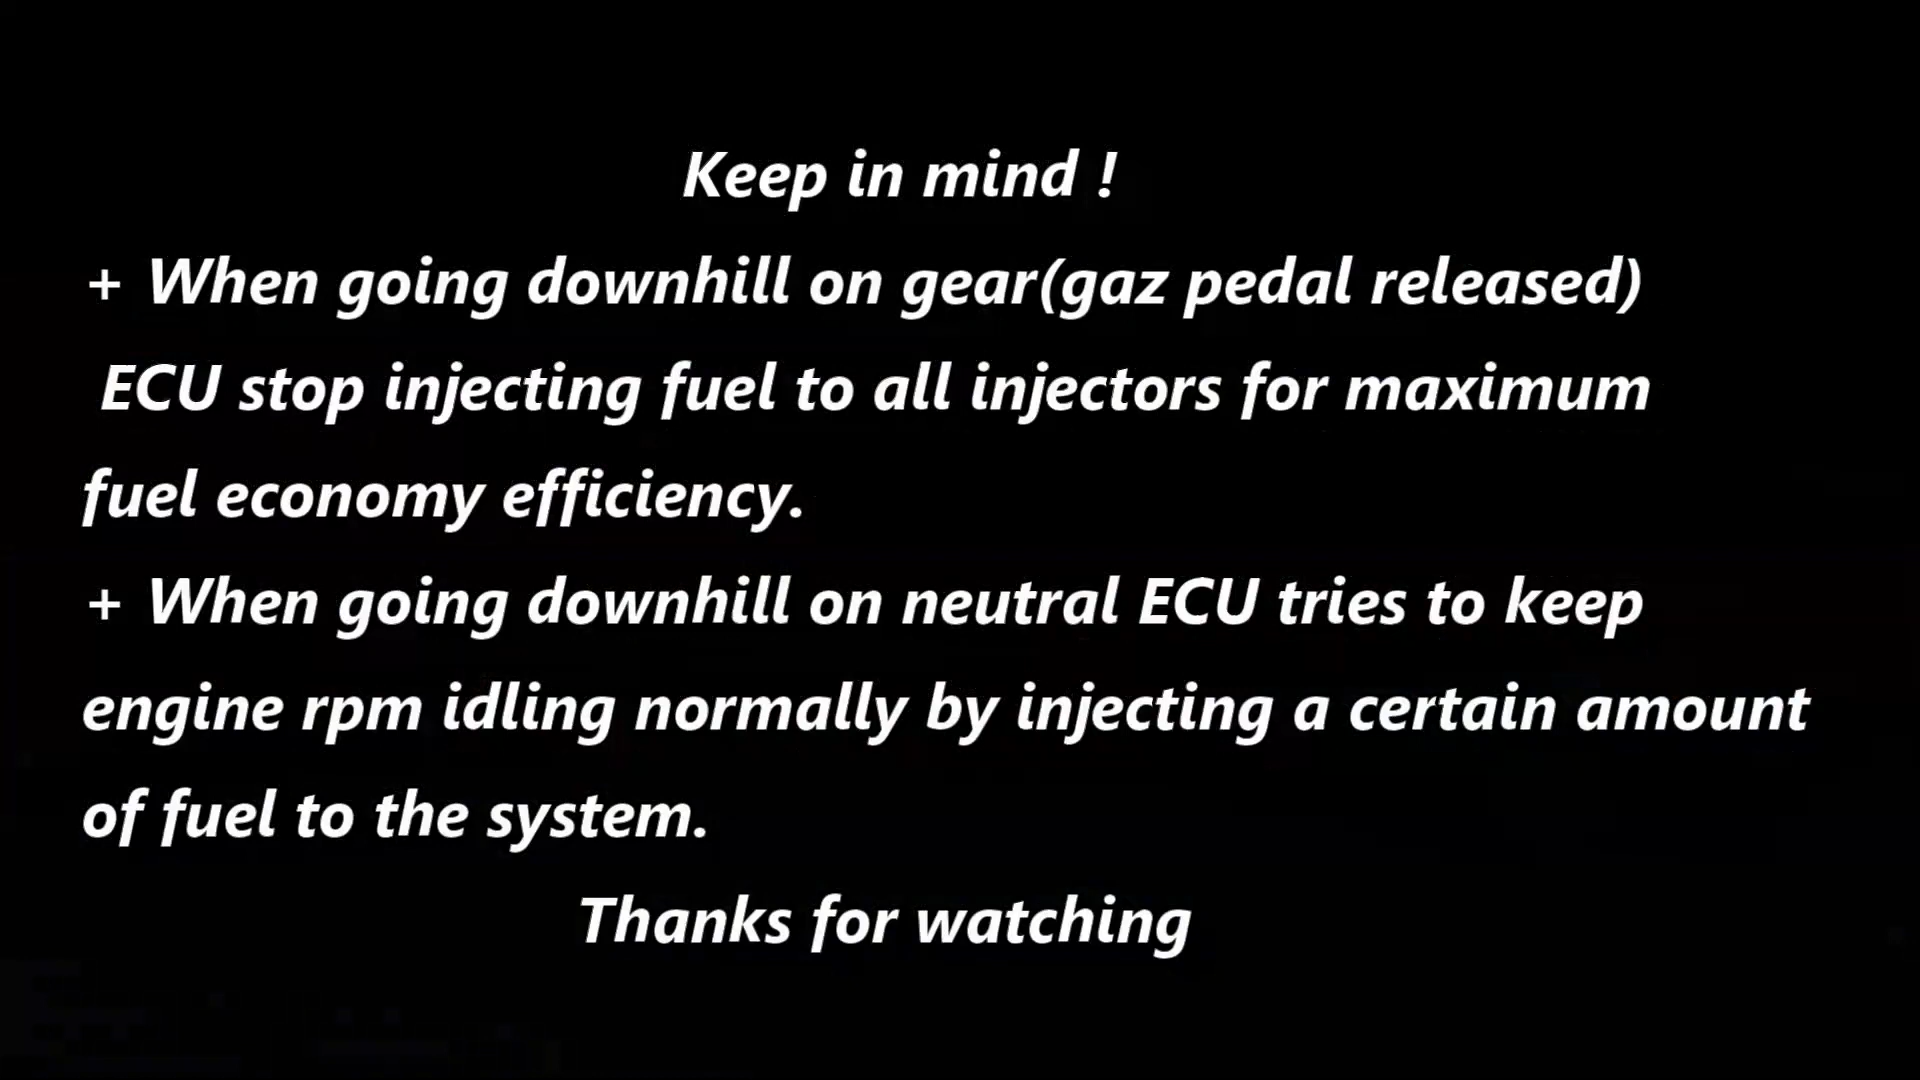 Keep in mind !
+ When going downhill on gear(gaz pedal released)
ECU stop injecting fuel to all injectors for maximum
fuel economy efficiency.
+ When going downhill on neutral ECU tries to keep
engine rpm idling normally by injecting a certain amount
of fuel to the system.
Thanks for watching